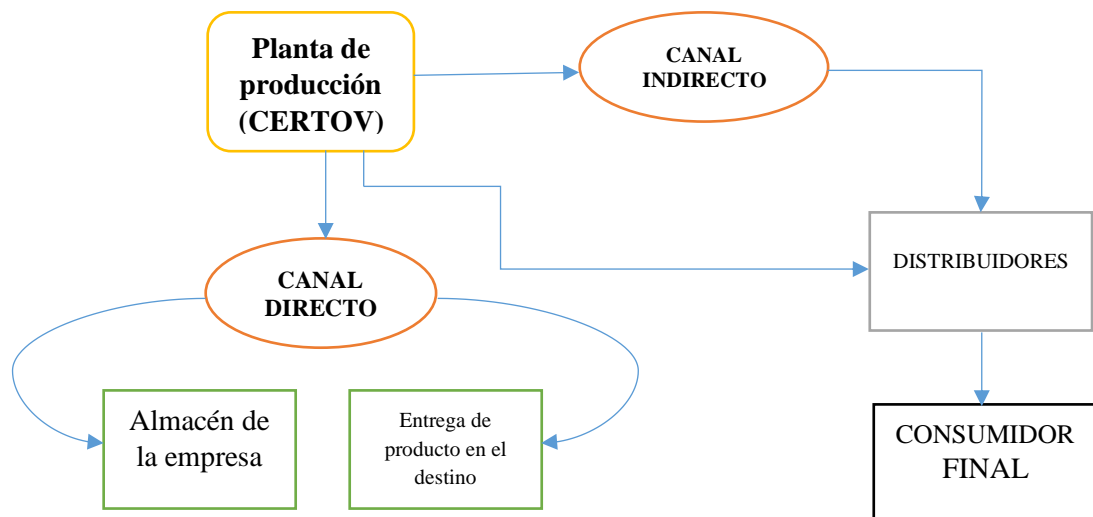 Planta de
producción
(CERTOV)
CANAL
INDIRECTO
DISTRIBUIDORES
CANAL
DIRECTO
Almacén de
la empresa
Entrega de
producto en el
destino
CONSUMIDOR
FINAL